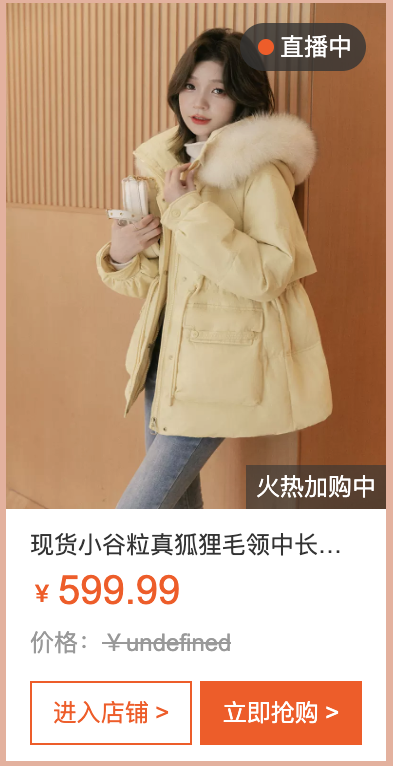 直播中
火热加购中
现货小谷粒真狐狸毛领中长…
¥ 599.99
价格：¥undefined
进入店铺 >
立即抢购 >